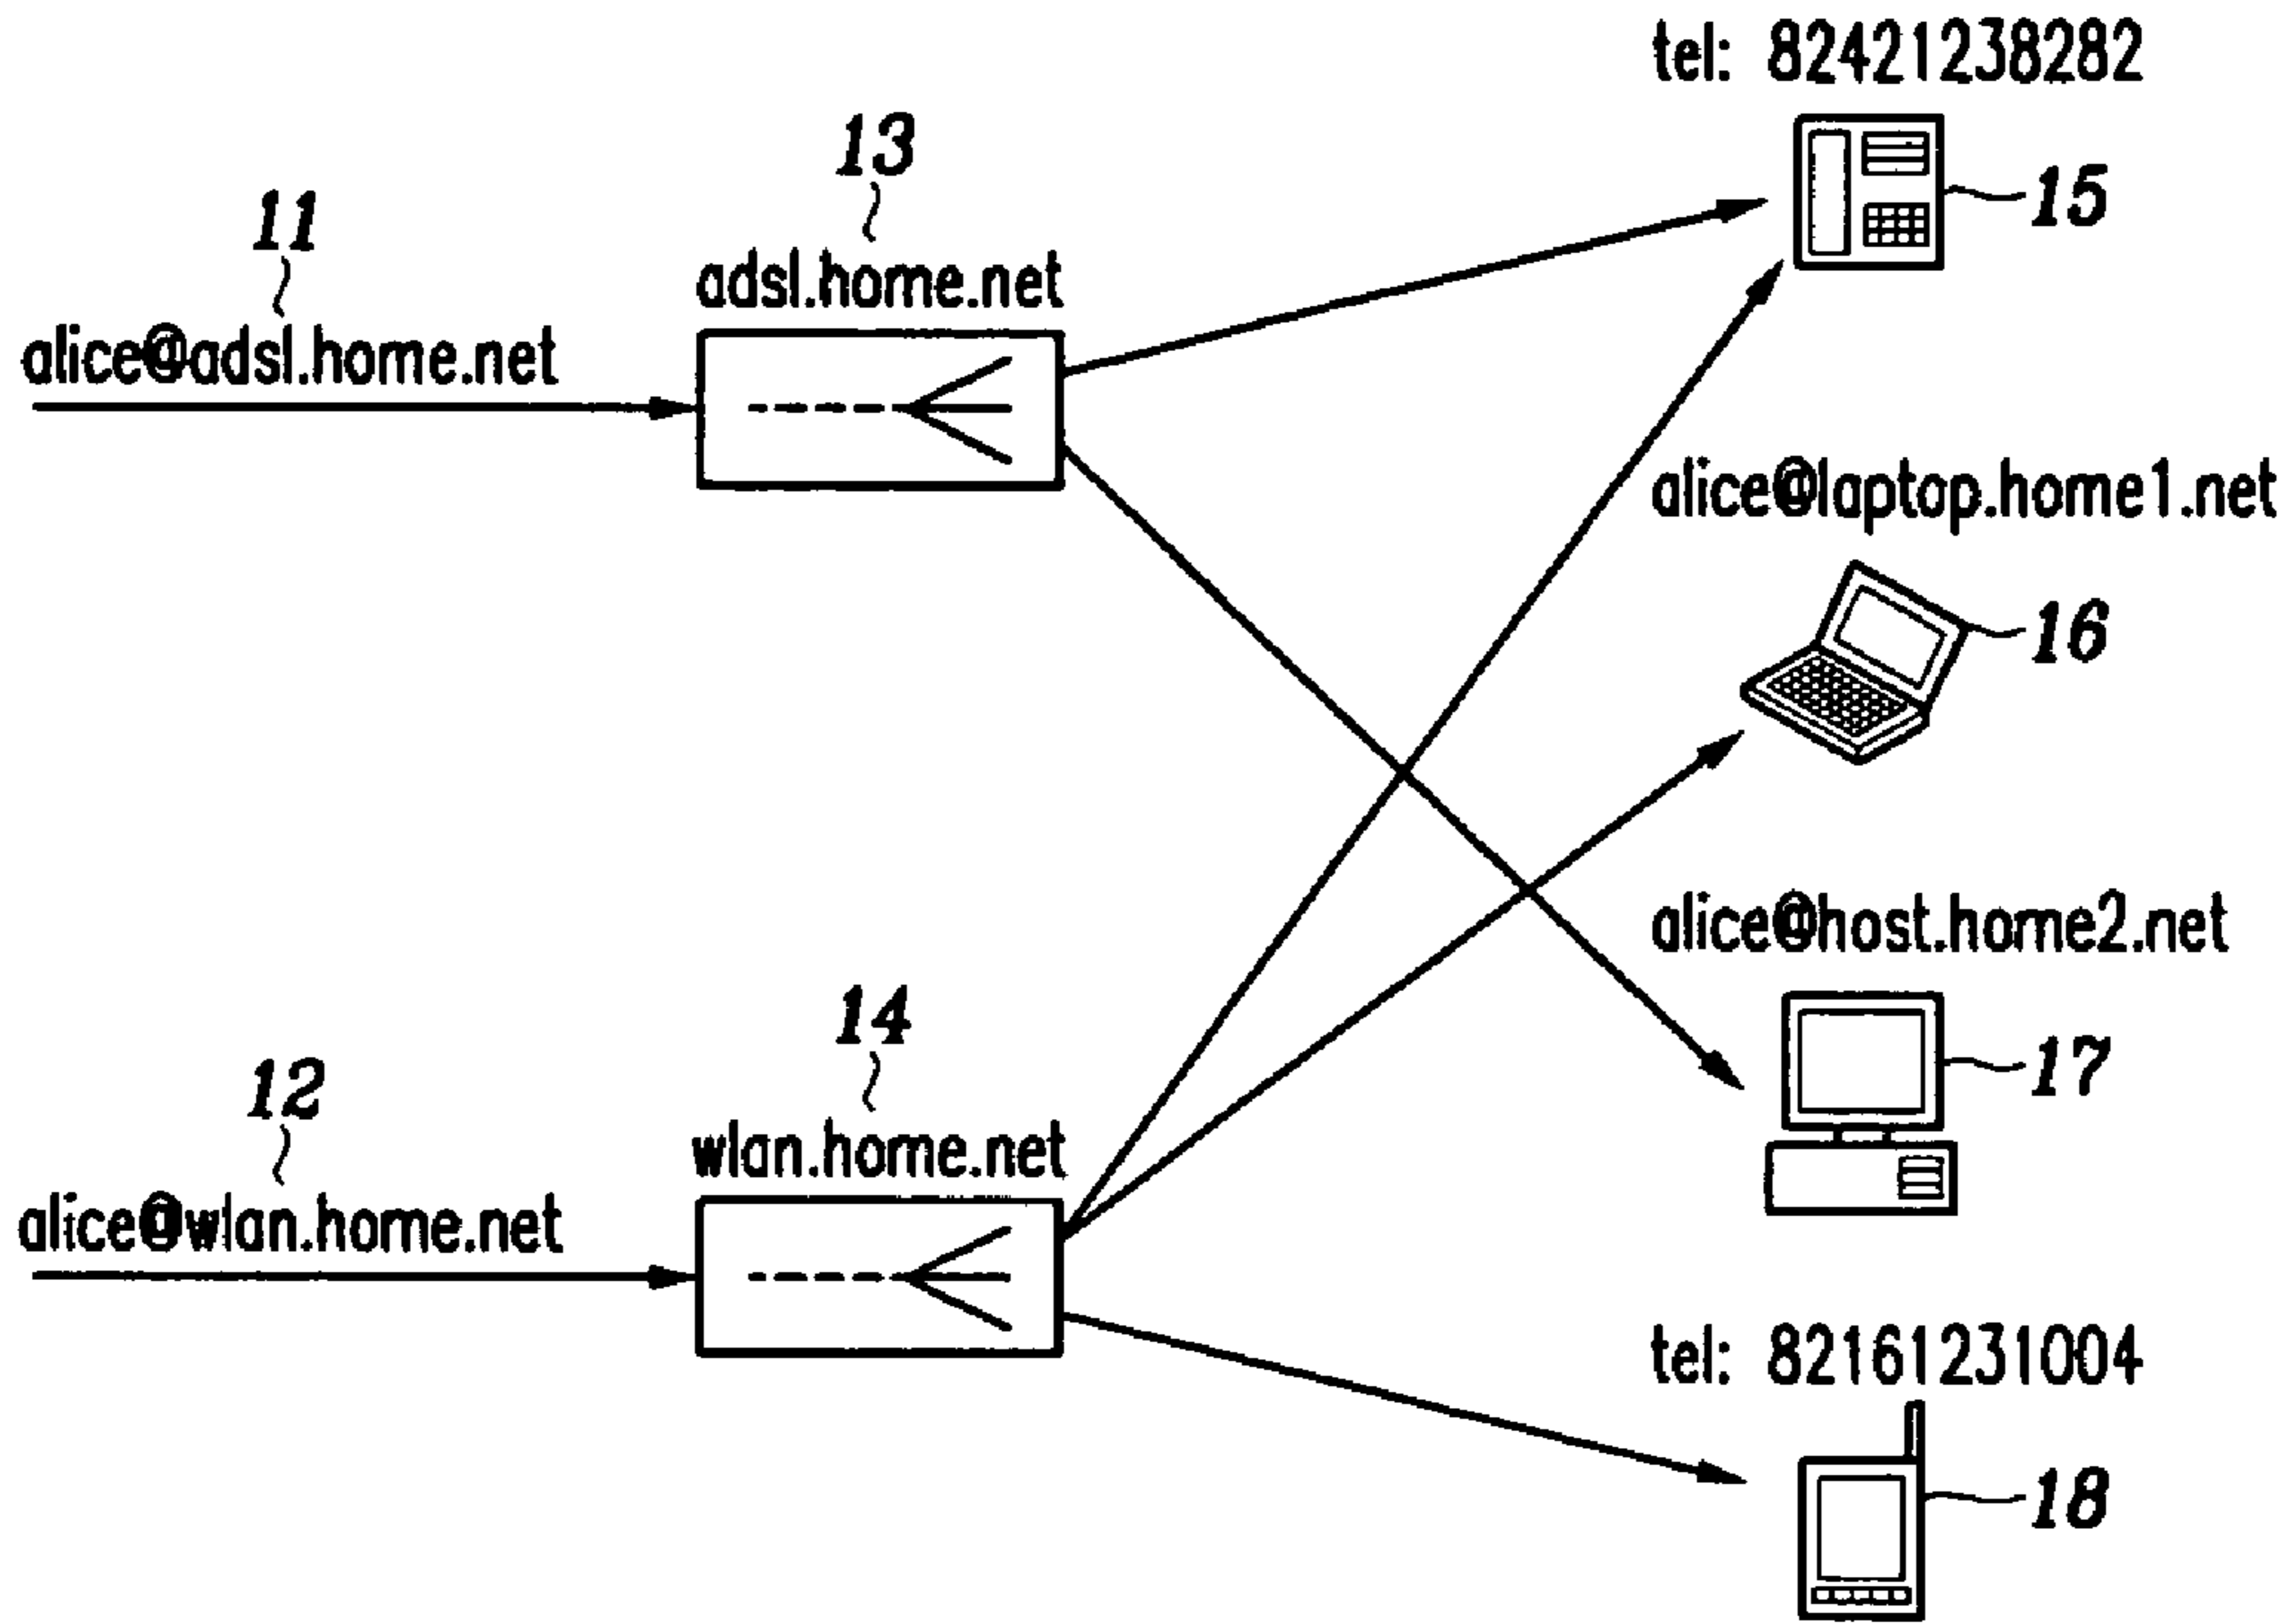 tel: 82421238282
13
15
11
adsl.home.net
alice@adsl.home.net
alice@laptop.home1.net
16
alice@host.home2.net
14
17
12
wlan.home.net
alice@wlan.home.net
tel: 82161231004
18